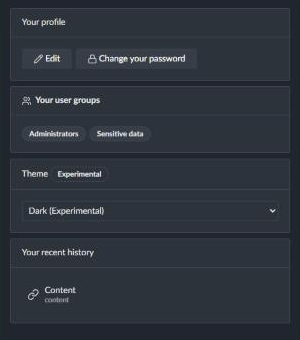 Your profile
Edit
Change your password
Your user groups
Administrators
Sensitive data
Theme Experimental
Dark (Experimental)
Your recent history
Content
content